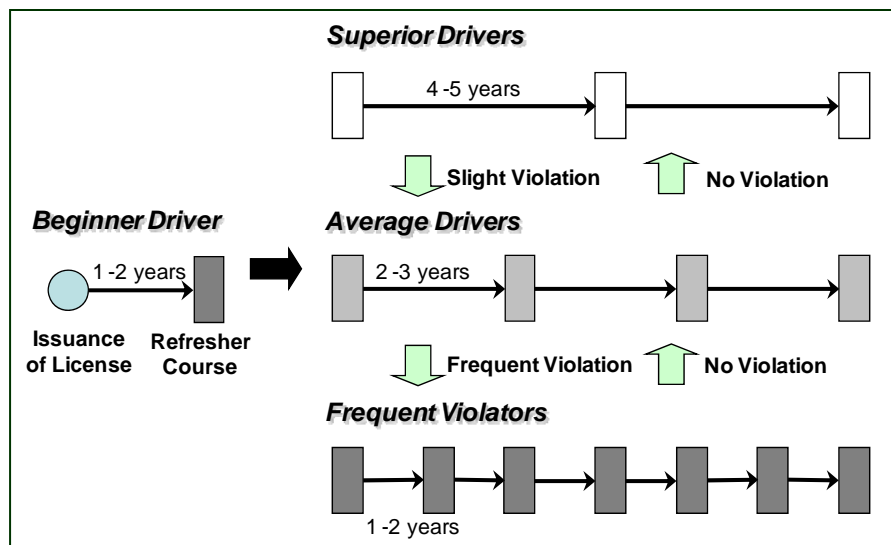 Superior Drivers
4-5 years
Slight Violation
No Violation
Beginner Driver
1-2 years
Issuance
of License
Refresher
Course
Average Drivers
2-3 years
Frequent Violation
No Violation
Frequent Violators
1-2 years